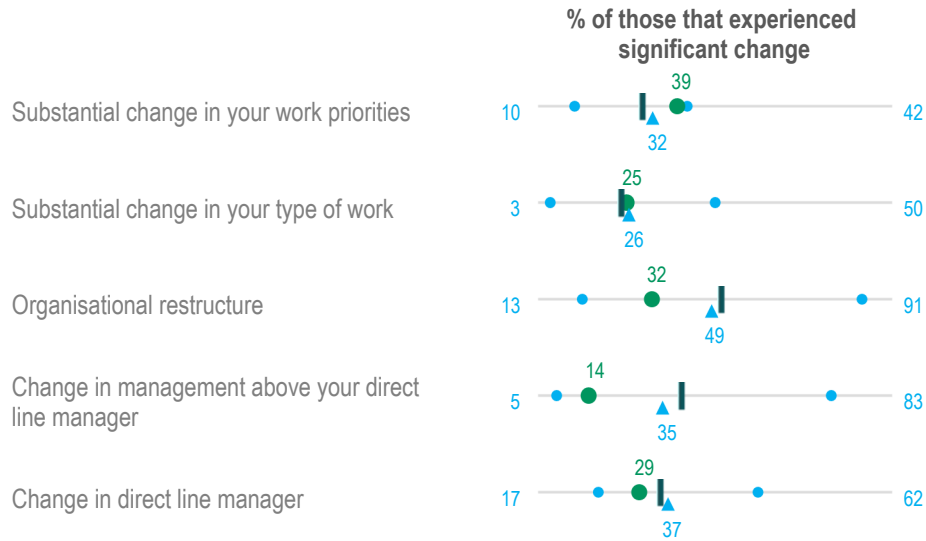 % of those that experienced
significant change
39
Substantial change in your work priorities
10
42
32
25
Substantial change in your type of work
3
50
26
32
Organisational restructure
13
91
49
14
Change in management above your direct
line manager
5
83
35
29
Change in direct line manager
17
62
37